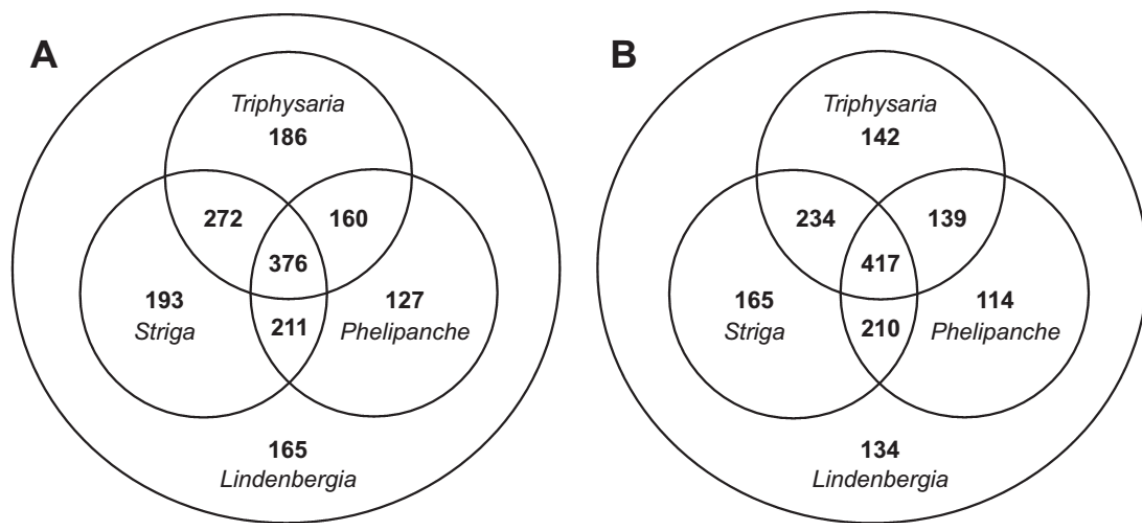 A
Triphysaria
186
272
160
376
193
Striga
211
127
Phelipanche
165
Lindenbergia
B
Triphysaria
142
234
139
417
165
Striga
210
114
Phelipanche
134
Lindenbergia